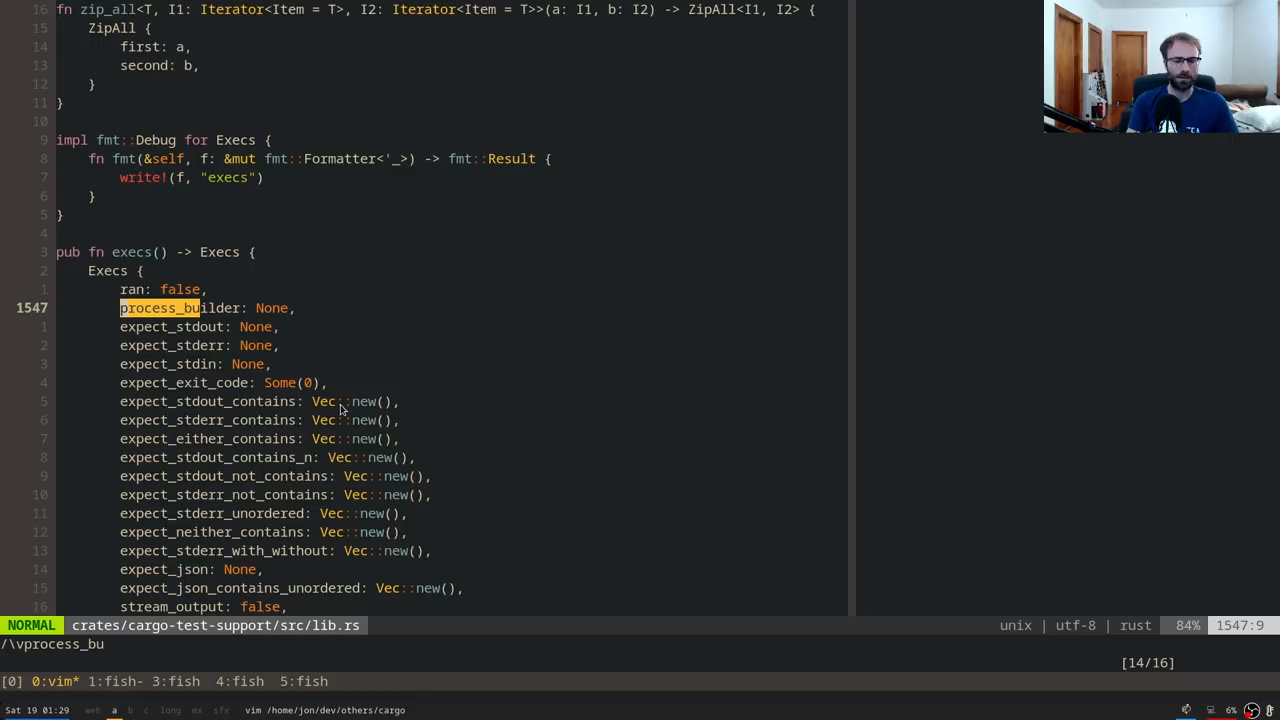 16 fn zip_all<T, I1: Iterator<Item = T>, I2: Iterator<Item = T>>(a: I1, b: I2) -> ZipAll<I1, I2> {
15     ZipAll {
14         first: a,
13         second: b,
12     }
11 }
10
9 impl fmt::Debug for Execs {
8     fn fmt(&self, f: &mut fmt::Formatter<'_>) -> fmt::Result {
7         write!(f, "execs")
6     }
5 }
4
3 pub fn execs() -> Execs {
2     Execs {
1         ran: false,
1547         process_builder: None,
1         expect_stdout: None,
2         expect_stderr: None,
3         expect_stdin: None,
4         expect_exit_code: Some(0),
5         expect_stdout_contains: Vec::new(),
6         expect_stderr_contains: Vec::new(),
7         expect_either_contains: Vec::new(),
8         expect_stdout_contains_n: Vec::new(),
9         expect_stdout_not_contains: Vec::new(),
10         expect_stderr_not_contains: Vec::new(),
11         expect_stderr_unordered: Vec::new(),
12         expect_neither_contains: Vec::new(),
13         expect_stderr_with_without: Vec::new(),
14         expect_json: None,
15         expect_json_contains_unordered: Vec::new(),
16         stream_output: false,
NORMAL crates/cargo-test-support/src/lib.rs unix | utf-8 | rust 84% 1547:9
/\vprocess_bu
[14/16]
[0] 0:vim* 1:fish- 3:fish 4:fish 5:fish
Sat 19 01:29 web a b c long mx sfx vim /home/jon/dev/others/cargo 6%